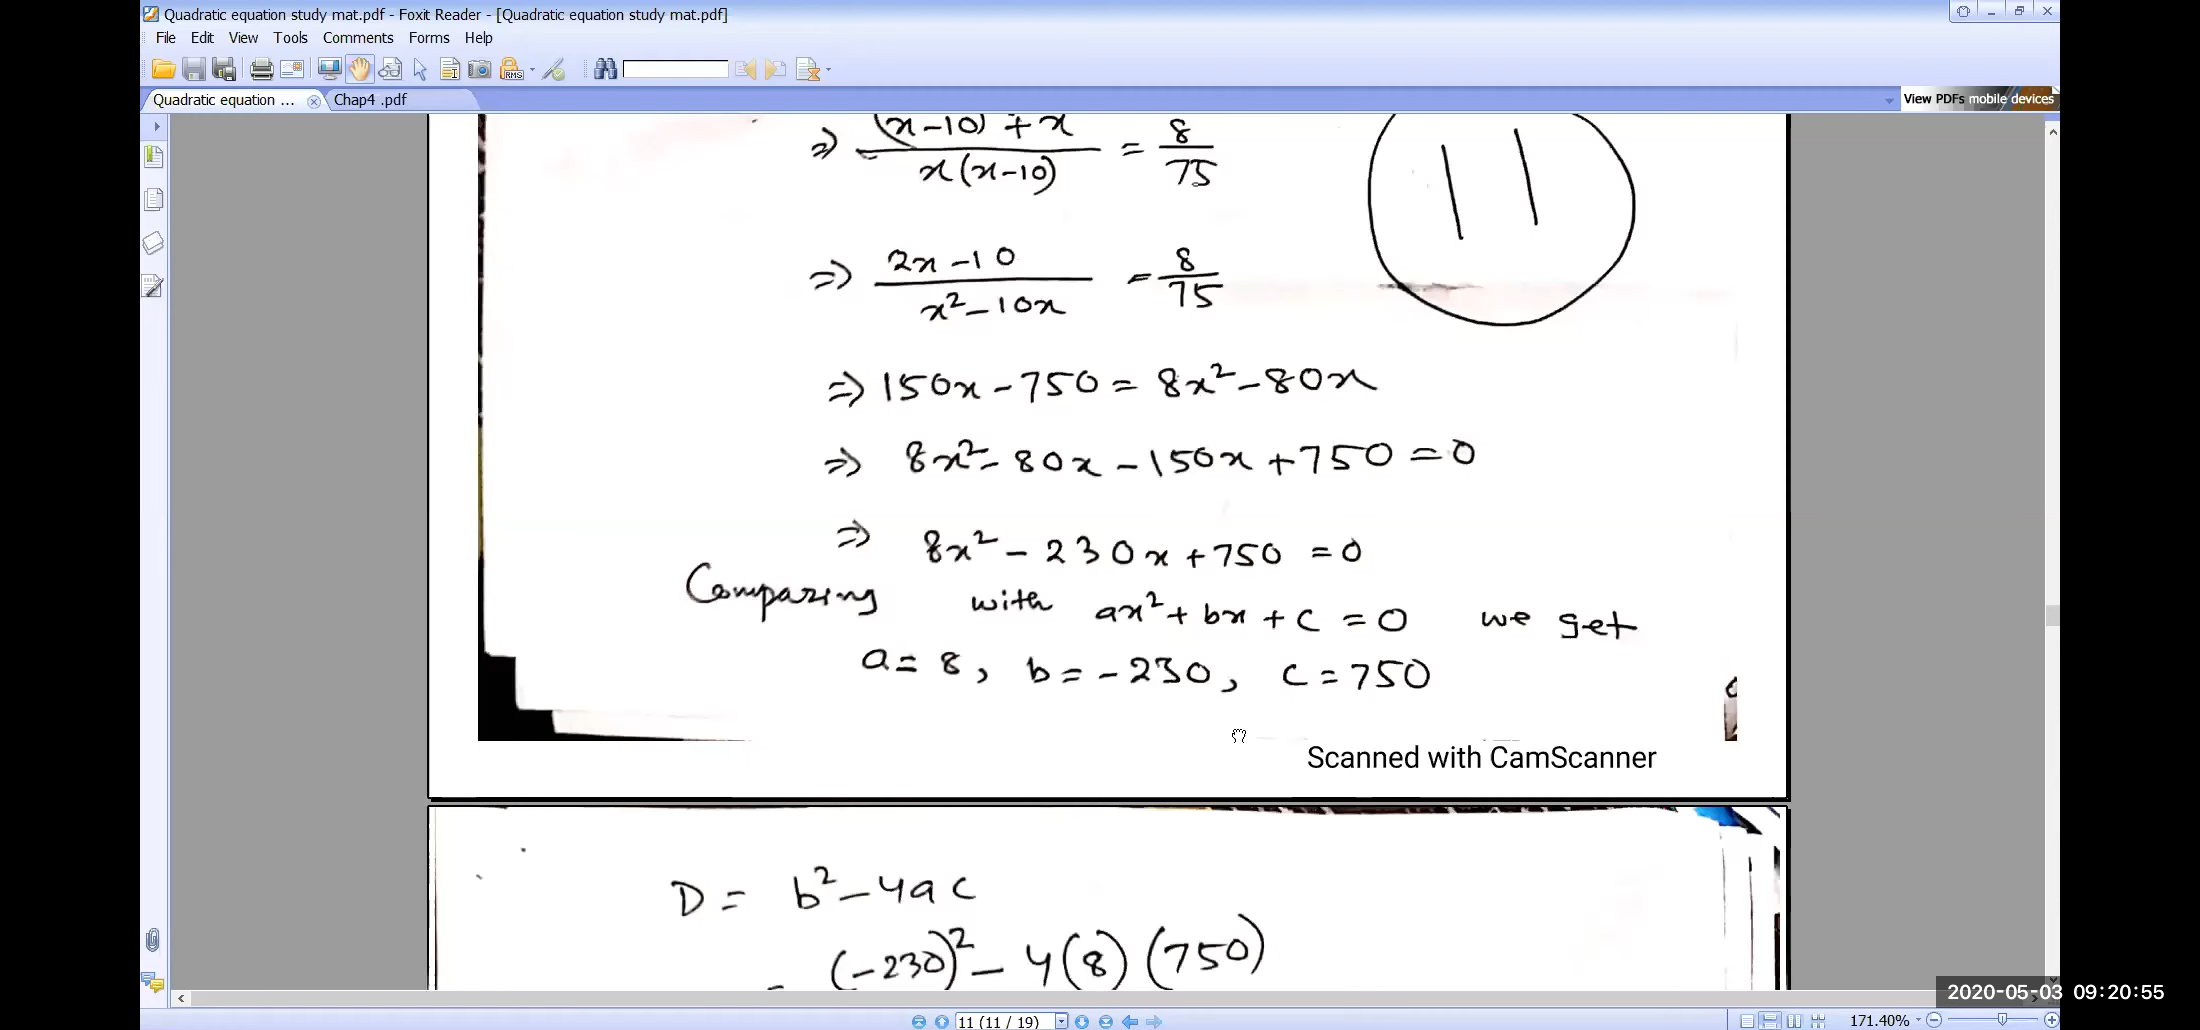 Quadratic equation study mat.pdf - Foxit Reader - [Quadratic equation study mat.pdf]
File Edit View Tools Comments Forms Help
RMS
Quadratic equation ... Chap4 .pdf View PDFs mobile devices
⇒ ((x-10) + x)/(x(x-10)) = 8/75
11
⇒ (2x - 10)/(x² - 10x) = 8/75
⇒ 150x - 750 = 8x² - 80x
⇒ 8x² - 80x - 150x + 750 = 0
⇒ 8x² - 230x + 750 = 0
Comparing with ax² + bx + c = 0 we get
a = 8, b = -230, c = 750
Scanned with CamScanner
D = b² - 4ac
= (-230)² - 4(8)(750)
2020-05-03 09:20:55
11 (11 / 19) 171.40%